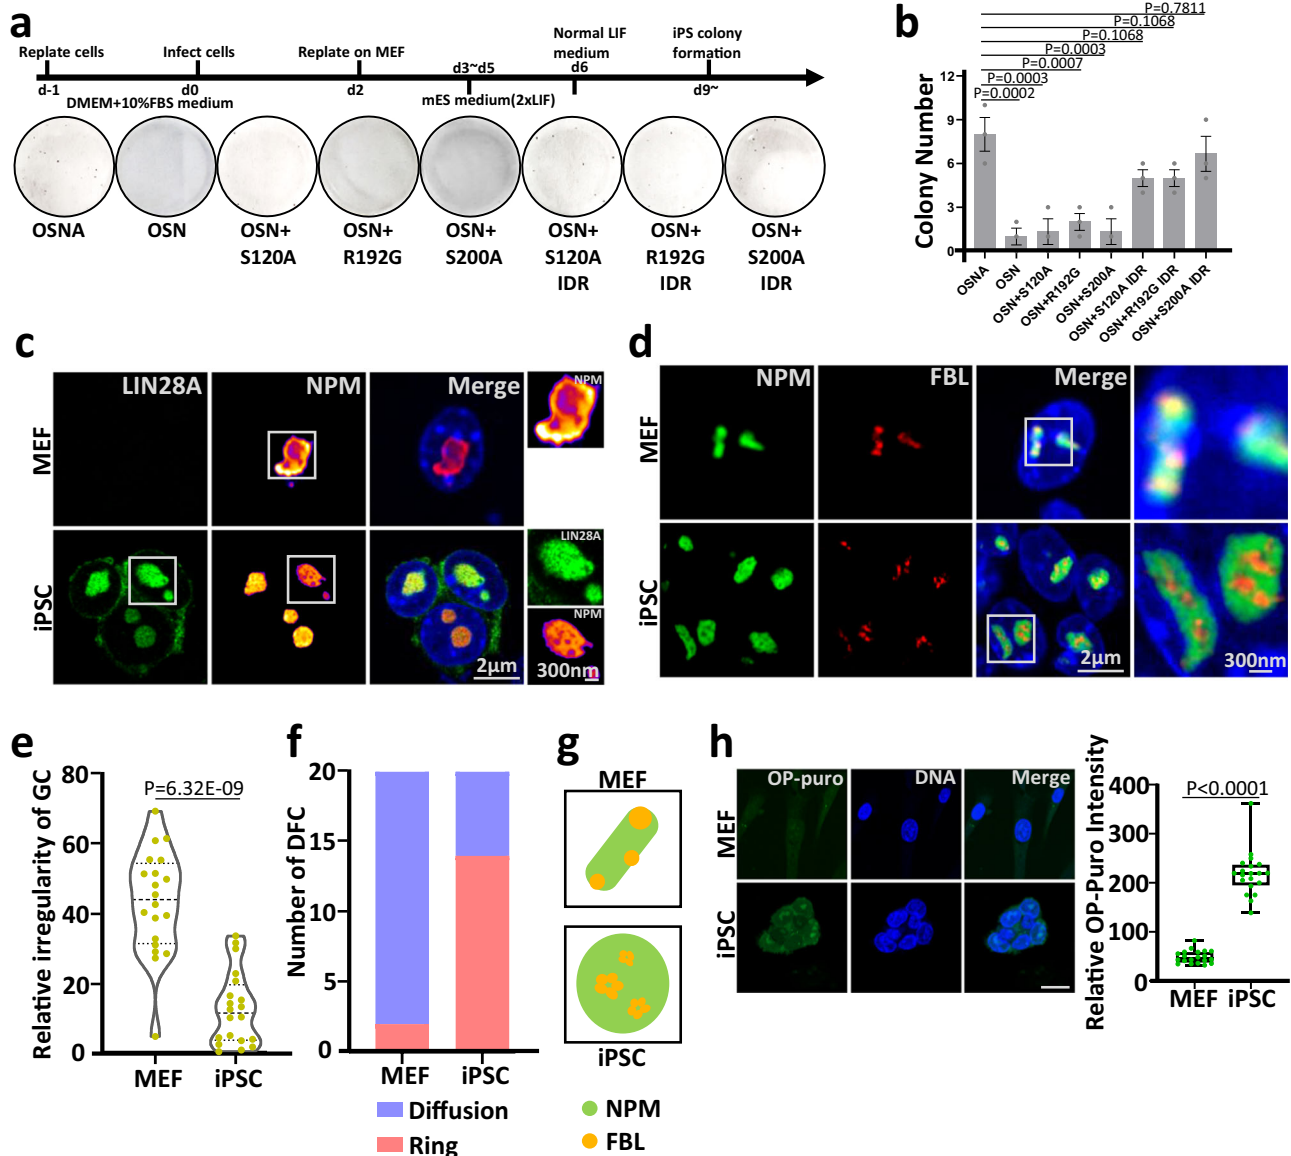 a
Replate cells
Infect cells
Replate on MEF
Normal LIF
medium
iPS colony
formation
d-1
d0
d2
d3~d5
d6
d9~
DMEM+10%FBS medium
mES medium(2xLIF)
OSNA
OSN
OSN+
S120A
OSN+
R192G
OSN+
S200A
OSN+
S120A
IDR
OSN+
R192G
IDR
OSN+
S200A
IDR
b
P=0.7811
P=0.1068
P=0.1068
P=0.0003
P=0.0007
P=0.0003
P=0.0002
Colony Number
12
9
6
3
0
OSNA
OSN
OSN+S120A
OSN+R192G
OSN+S200A
OSN+S120A IDR
OSN+R192G IDR
OSN+S200A IDR
c
LIN28A
NPM
Merge
NPM
MEF
iPSC
LIN28A
NPM
2μm
300nm
d
NPM
FBL
Merge
MEF
iPSC
2μm
300nm
e
Relative irregularity of GC
80
60
40
20
0
P=6.32E-09
MEF
iPSC
f
Number of DFC
20
15
10
5
0
MEF
iPSC
Diffusion
Ring
g
MEF
iPSC
NPM
FBL
h
OP-puro
DNA
Merge
MEF
iPSC
Relative OP-Puro Intensity
400
300
200
100
0
P<0.0001
MEF
iPSC